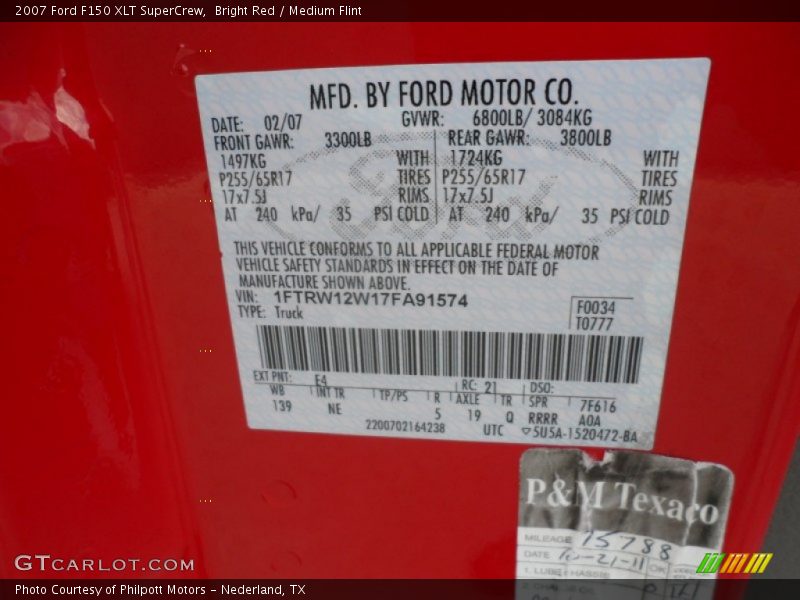 2007 Ford F150 XLT SuperCrew, Bright Red / Medium Flint
MFD. BY FORD MOTOR CO.
DATE: 02/07 GVWR: 6800LB/ 3084KG
FRONT GAWR: 3300LB REAR GAWR: 3800LB
1497KG WITH 1724KG WITH
P255/65R17 TIRES P255/65R17 TIRES
17x7.5J RIMS 17x7.5J RIMS
AT 240 kPa/ 35 PSI COLD AT 240 kPa/ 35 PSI COLD
THIS VEHICLE CONFORMS TO ALL APPLICABLE FEDERAL MOTOR
VEHICLE SAFETY STANDARDS IN EFFECT ON THE DATE OF
MANUFACTURE SHOWN ABOVE.
VIN: 1FTRW12W17FA91574
TYPE: Truck
F0034
T0777
EXT PNT: E4 RC: 21 DSO:
WB INT TR TP/PS R AXLE TR SPR 7F616
139 NE 5 19 Q RRRR AOA
2200702164238 UTC 5U5A-1520472-BA
P&M Texaco
MILEAGE 75788
DATE 10-21-11
1. LUBE CHASSIS OK
GTCARLOT.COM
Photo Courtesy of Philpott Motors - Nederland, TX